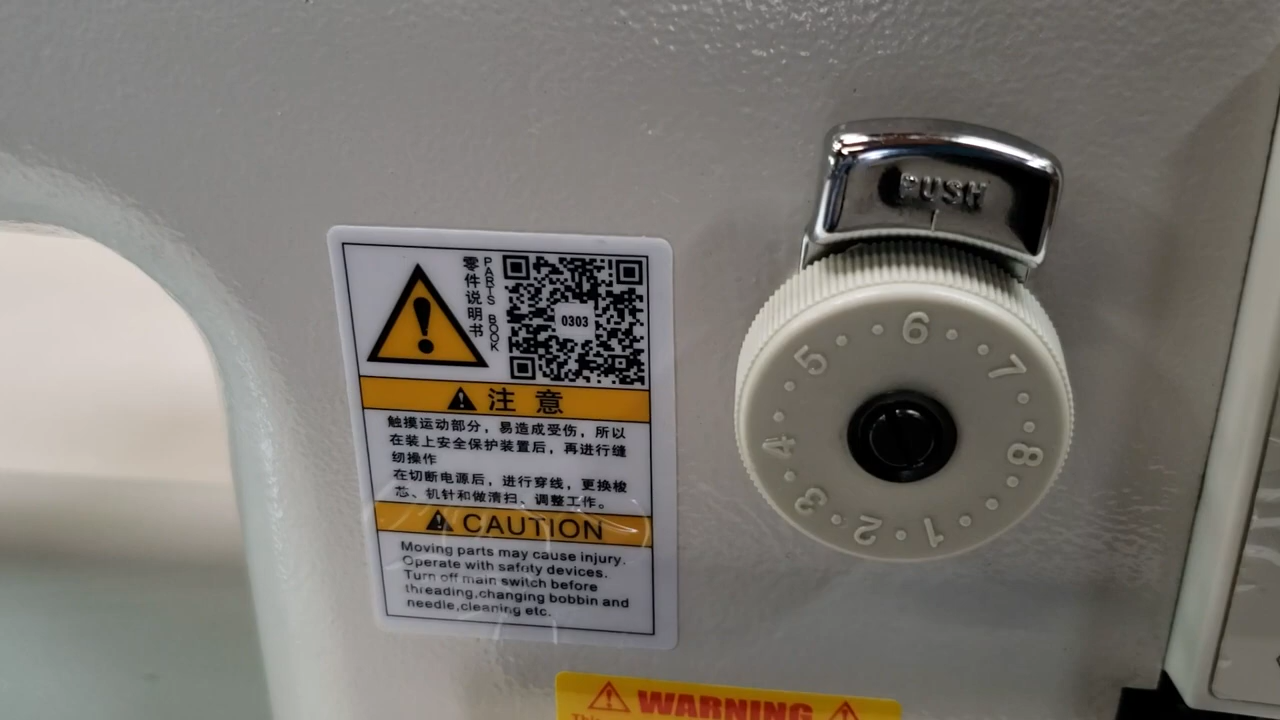 PUSH
零件说明书
PARTS BOOK
0303
注 意
触摸运动部分，易造成受伤，所以
在装上安全保护装置后，再进行缝
纫操作
在切断电源后，进行穿线，更换梭
芯、机针和做清扫、调整工作。
CAUTION
Moving parts may cause injury.
Operate with safety devices.
Turn off main switch before
threading,changing bobbin and
needle,cleaning etc.
1
2
3
4
5
6
7
8
WARNING